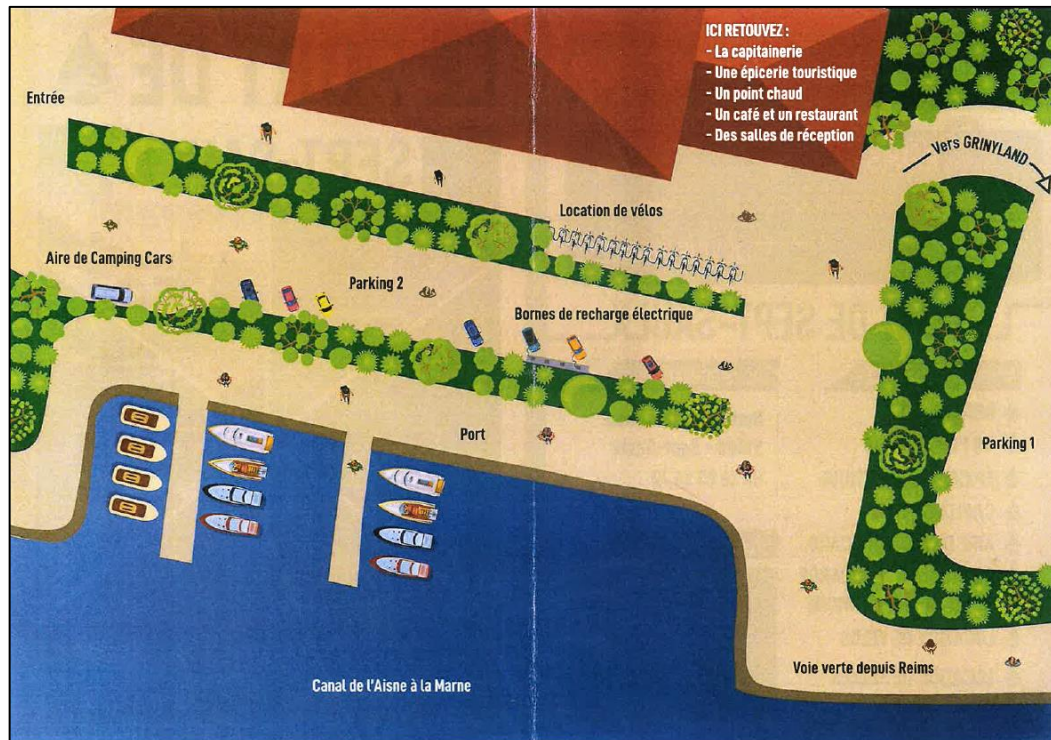 ICI RETOUVEZ :
- La capitainerie
- Une épicerie touristique
- Un point chaud
- Un café et un restaurant
- Des salles de réception
Entrée
Vers GRINYLAND
Location de vélos
Aire de Camping Cars
Parking 2
Bornes de recharge électrique
Port
Parking 1
Voie verte depuis Reims
Canal de l'Aisne à la Marne